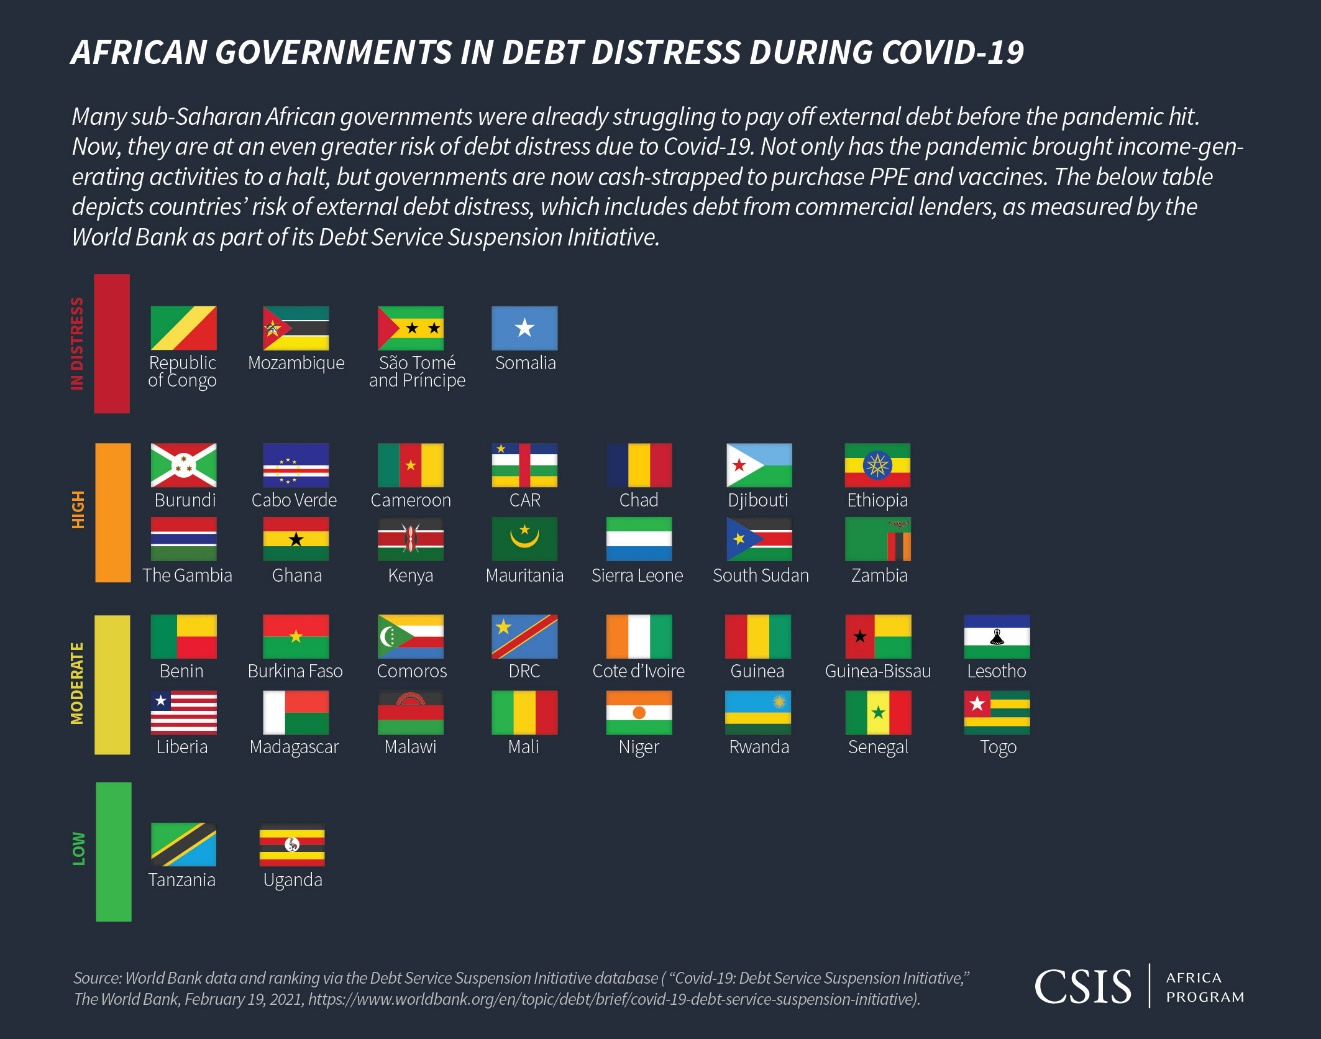 AFRICAN GOVERNMENTS IN DEBT DISTRESS DURING COVID-19
Many sub-Saharan African governments were already struggling to pay off external debt before the pandemic hit.
Now, they are at an even greater risk of debt distress due to Covid-19. Not only has the pandemic brought income-gen-
erating activities to a halt, but governments are now cash-strapped to purchase PPE and vaccines. The below table
depicts countries’ risk of external debt distress, which includes debt from commercial lenders, as measured by the
World Bank as part of its Debt Service Suspension Initiative.
IN DISTRESS
Republic of Congo
Mozambique
São Tomé and Príncipe
Somalia
HIGH
Burundi Cabo Verde Cameroon CAR Chad Djibouti Ethiopia
The Gambia Ghana Kenya Mauritania Sierra Leone South Sudan Zambia
MODERATE
Benin Burkina Faso Comoros DRC Cote d’Ivoire Guinea Guinea-Bissau Lesotho
Liberia Madagascar Malawi Mali Niger Rwanda Senegal Togo
LOW
Tanzania Uganda
Source: World Bank data and ranking via the Debt Service Suspension Initiative database ( “Covid-19: Debt Service Suspension Initiative,”
The World Bank, February 19, 2021, https://www.worldbank.org/en/topic/debt/brief/covid-19-debt-service-suspension-initiative).
CSIS
AFRICA
PROGRAM